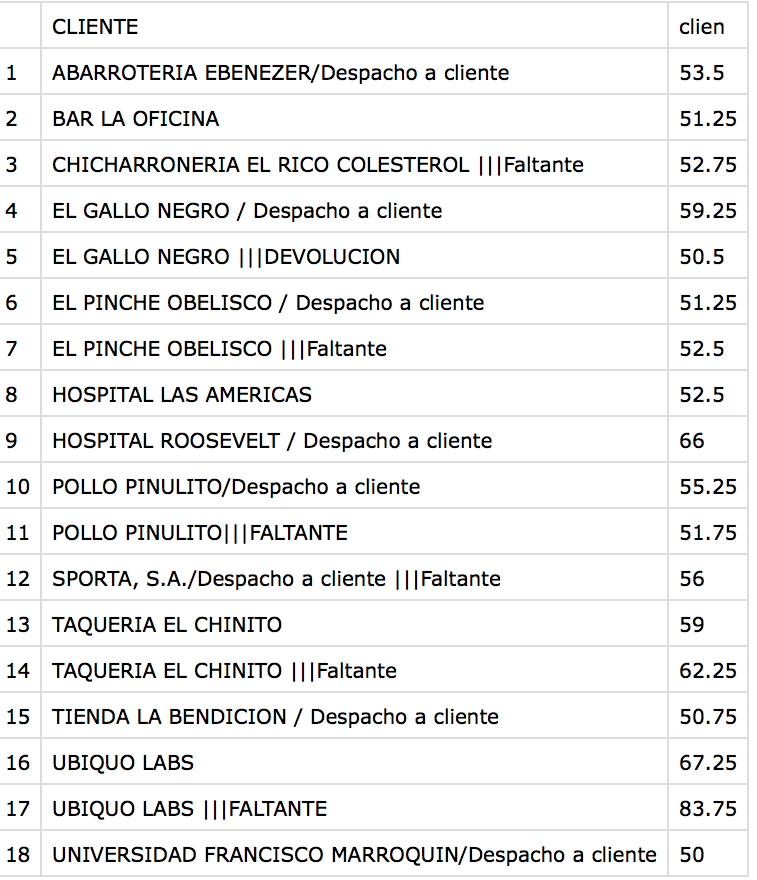 CLIENTE clien
1 ABARROTERIA EBENEZER/Despacho a cliente 53.5
2 BAR LA OFICINA 51.25
3 CHICHARRONERIA EL RICO COLESTEROL |||Faltante 52.75
4 EL GALLO NEGRO / Despacho a cliente 59.25
5 EL GALLO NEGRO |||DEVOLUCION 50.5
6 EL PINCHE OBELISCO / Despacho a cliente 51.25
7 EL PINCHE OBELISCO |||Faltante 52.5
8 HOSPITAL LAS AMERICAS 52.5
9 HOSPITAL ROOSEVELT / Despacho a cliente 66
10 POLLO PINULITO/Despacho a cliente 55.25
11 POLLO PINULITO|||FALTANTE 51.75
12 SPORTA, S.A./Despacho a cliente |||Faltante 56
13 TAQUERIA EL CHINITO 59
14 TAQUERIA EL CHINITO |||Faltante 62.25
15 TIENDA LA BENDICION / Despacho a cliente 50.75
16 UBIQUO LABS 67.25
17 UBIQUO LABS |||FALTANTE 83.75
18 UNIVERSIDAD FRANCISCO MARROQUIN/Despacho a cliente 50